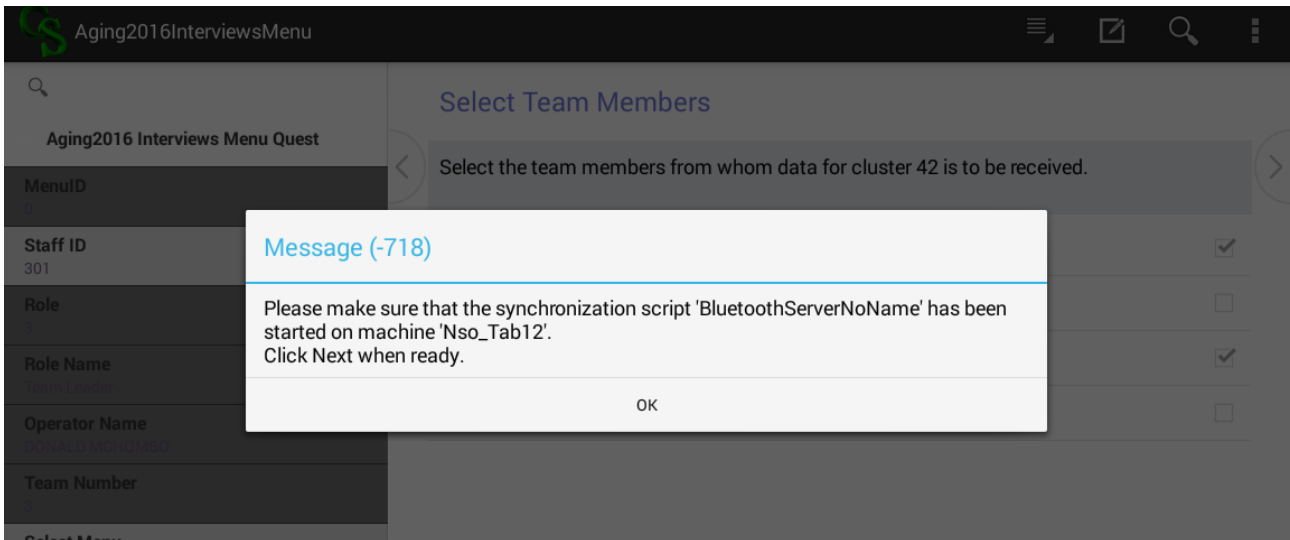 Aging2016InterviewsMenu
Aging2016 Interviews Menu Quest
MenuID
0
Staff ID
301
Role
3
Role Name
Team Leader
Operator Name
Team Number
3
Select Menu
Select Team Members
Select the team members from whom data for cluster 42 is to be received.
Message (-718)
Please make sure that the synchronization script 'BluetoothServerNoName' has been
started on machine 'Nso_Tab12'.
Click Next when ready.
OK